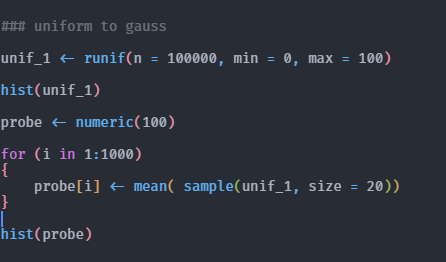 ### uniform to gauss
unif_1 <- runif(n = 100000, min = 0, max = 100)
hist(unif_1)
probe <- numeric(100)
for (i in 1:1000)
{
    probe[i] <- mean( sample(unif_1, size = 20))
}
hist(probe)